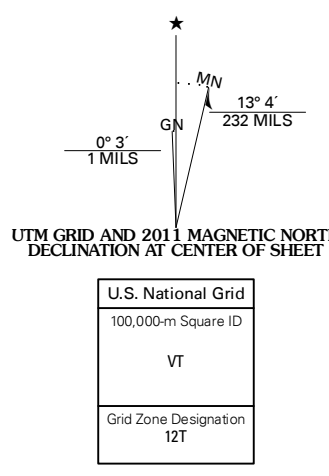 ★
MN
GN
13° 4´
232 MILS
0° 3´
1 MILS
UTM GRID AND 2011 MAGNETIC NORTH
DECLINATION AT CENTER OF SHEET
U.S. National Grid
100,000-m Square ID
VT
Grid Zone Designation
12T